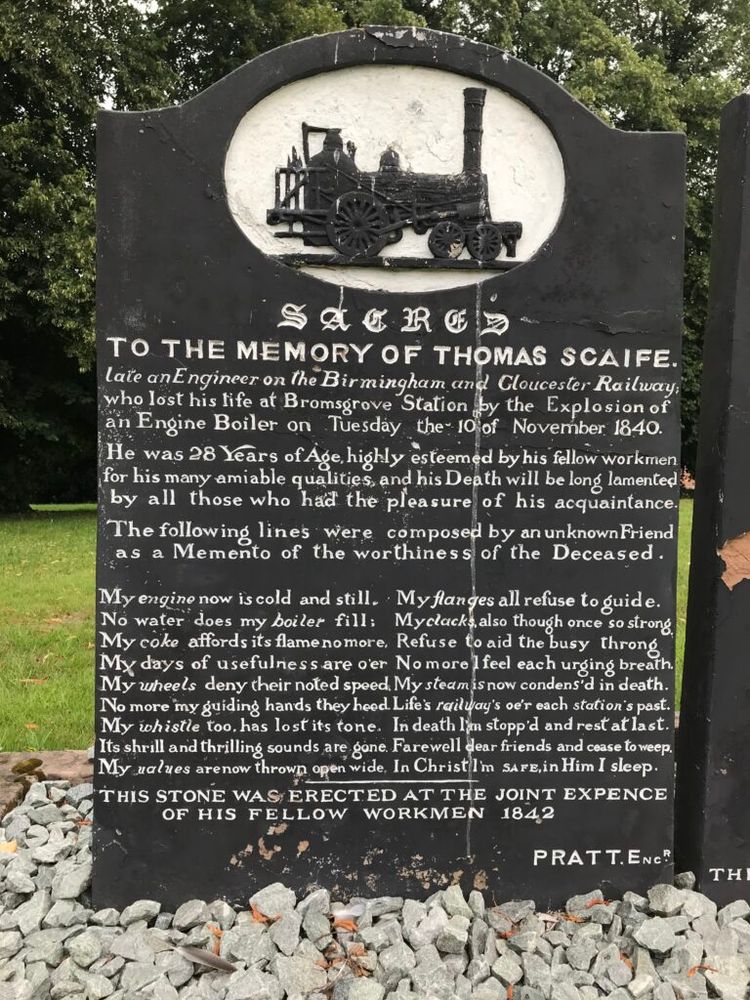 SACRED
TO THE MEMORY OF THOMAS SCAIFE.
late an Engineer on the Birmingham and Gloucester Railway,
who lost his life at Bromsgrove Station by the Explosion of
an Engine Boiler on Tuesday the 10 of November 1840.
He was 28 Years of Age, highly esteemed by his fellow workmen
for his many amiable qualities, and his Death will be long lamented
by all those who had the pleasure of his acquaintance.
The following lines were composed by an unknown Friend
as a Memento of the worthiness of the Deceased.
My engine now is cold and still.
No water does my boiler fill:
My coke affords its flame no more,
My days of usefulness are o'er
My wheels deny their noted speed,
No more my guiding hands they heed.
My whistle too, has lost its tone.
Its shrill and thrilling sounds are gone.
My valves are now thrown open wide.
My flanges all refuse to guide.
My clacks, also though once so strong,
Refuse to aid the busy throng
No more I feel each urging breath.
My steam is now condens'd in death.
Life's railway's oe'r each station's past.
In death I'm stopp'd and rest at last.
Farewell dear friends and cease to weep,
In Christ I'm SAFE, in Him I sleep.
THIS STONE WAS ERECTED AT THE JOINT EXPENCE
OF HIS FELLOW WORKMEN 1842
PRATT. ENGR